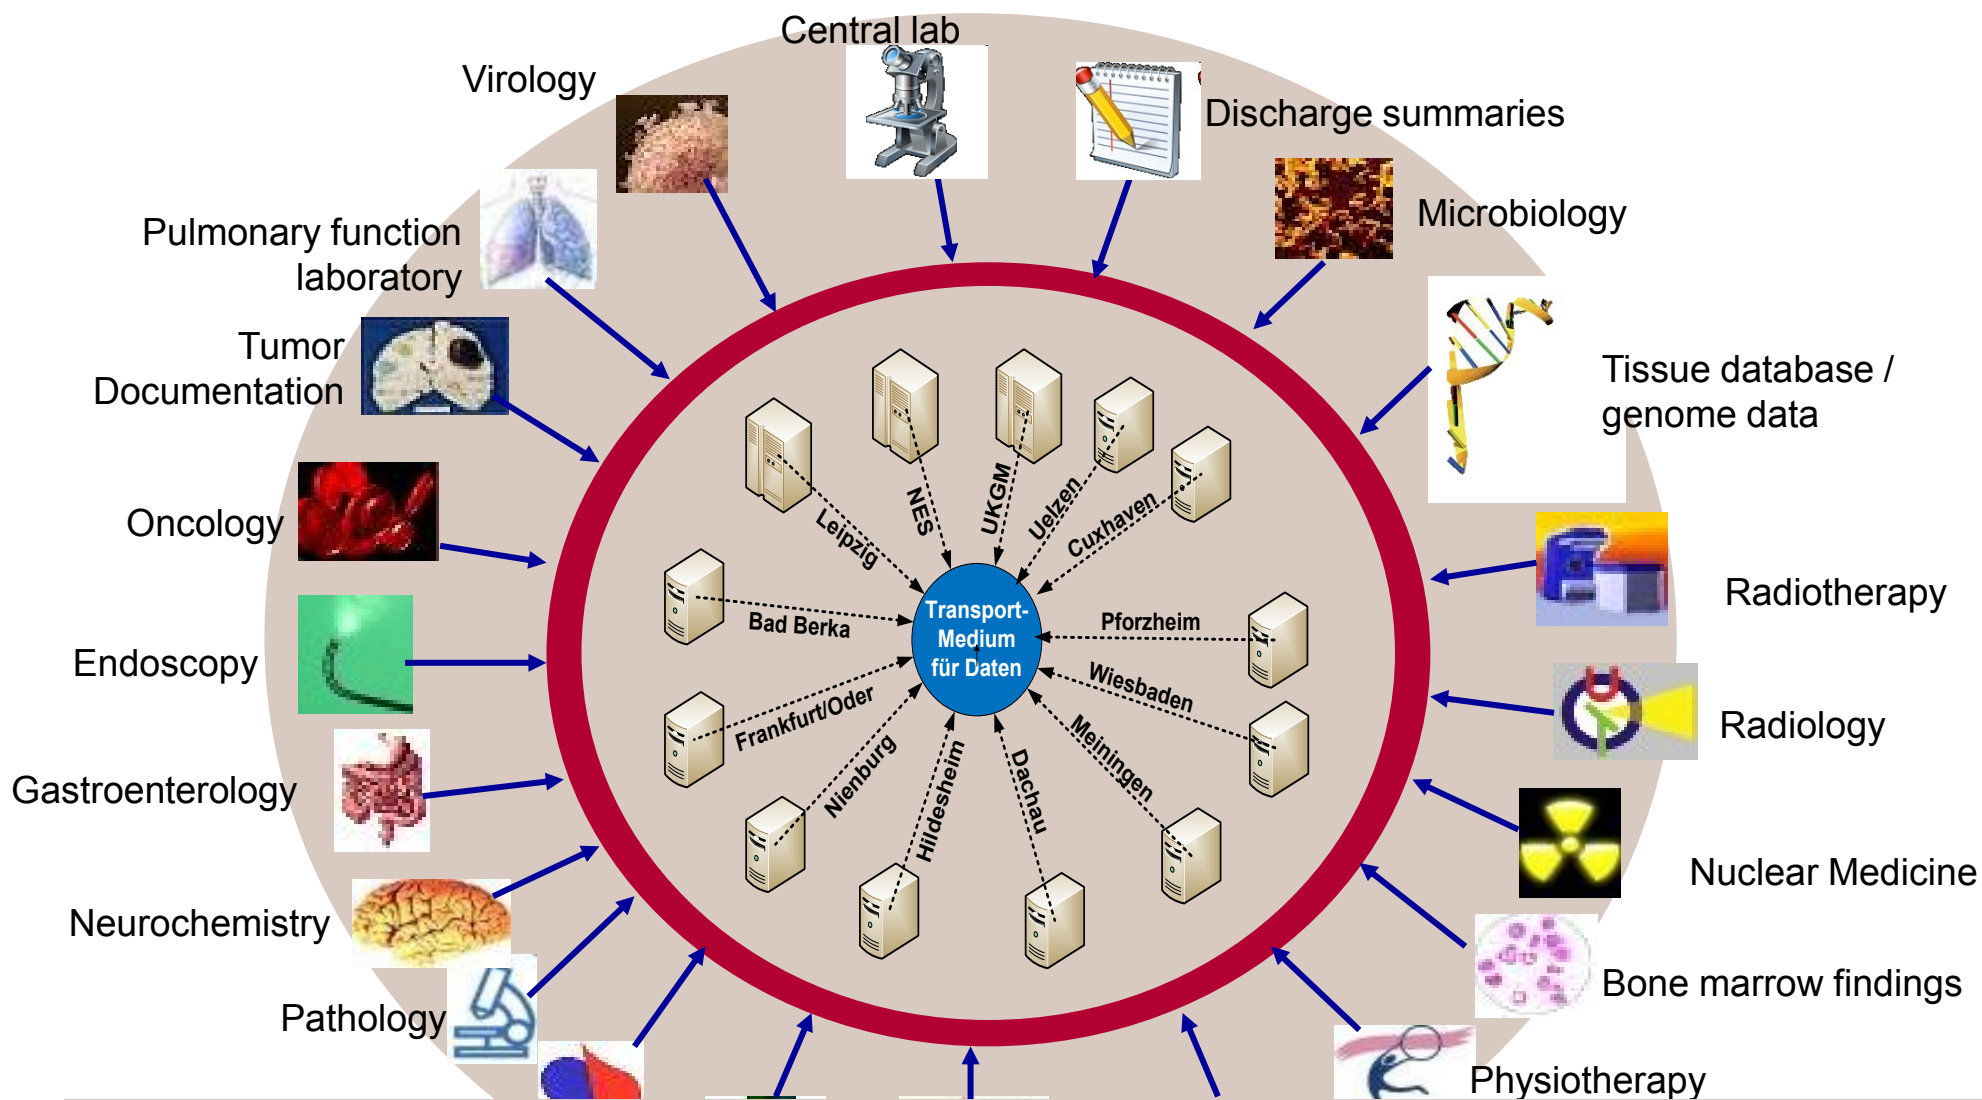 Central lab
Virology
Discharge summaries
Microbiology
Pulmonary function
laboratory
Tumor
Documentation
Tissue database /
genome data
Oncology
Radiotherapy
Endoscopy
Radiology
Gastroenterology
Nuclear Medicine
Neurochemistry
Bone marrow findings
Pathology
Physiotherapy
Leipzig
NES
UKGM
Uelzen
Cuxhaven
Bad Berka
Pforzheim
Transport-
Medium
für Daten
Wiesbaden
Frankfurt/Oder
Meiningen
Nienburg
Hildesheim
Dachau